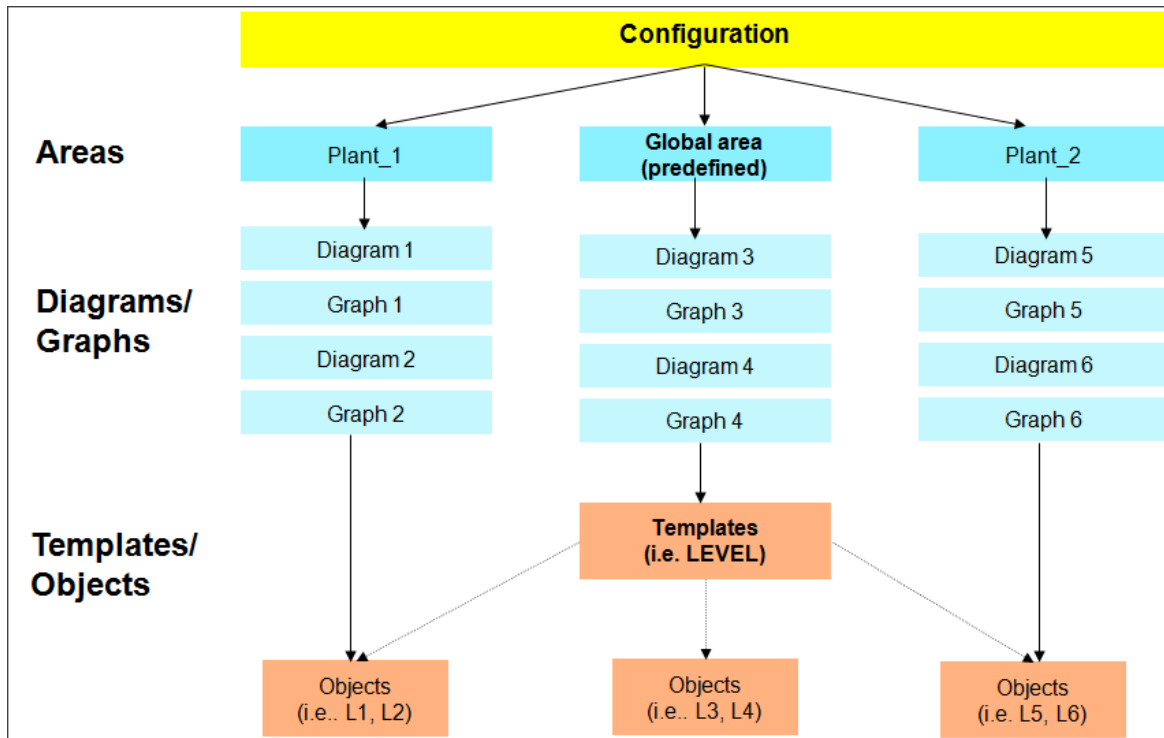 Configuration
Areas
Plant_1
Global area
(predefined)
Plant_2
Diagrams/
Graphs
Diagram 1
Graph 1
Diagram 2
Graph 2
Diagram 3
Graph 3
Diagram 4
Graph 4
Diagram 5
Graph 5
Diagram 6
Graph 6
Templates/
Objects
Templates
(i.e. LEVEL)
Objects
(i.e.. L1, L2)
Objects
(i.e.. L3, L4)
Objects
(i.e. L5, L6)